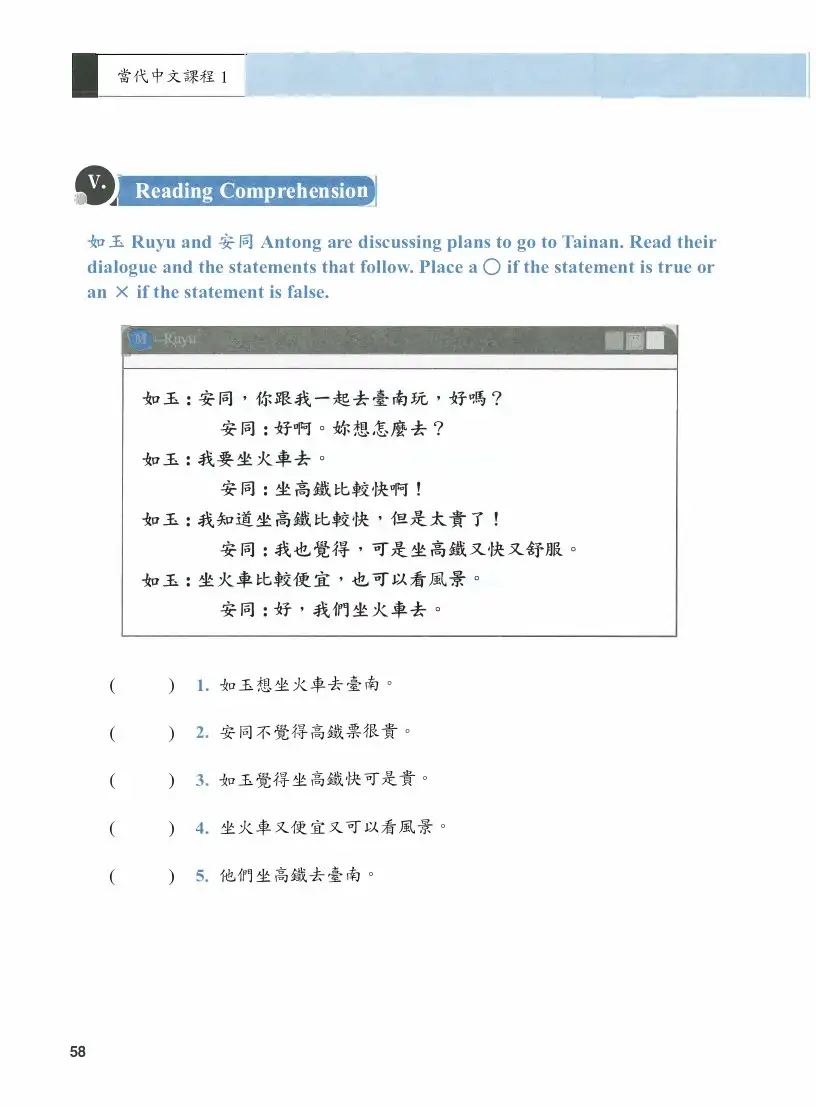 當代中文課程 1
V. Reading Comprehension
如玉 Ruyu and 安同 Antong are discussing plans to go to Tainan. Read their
dialogue and the statements that follow. Place a ○ if the statement is true or
an × if the statement is false.
M –Ruyu
如玉：安同，你跟我一起去臺南玩，好嗎？
安同：好啊。妳想怎麼去？
如玉：我要坐火車去。
安同：坐高鐵比較快啊！
如玉：我知道坐高鐵比較快，但是太貴了！
安同：我也覺得，可是坐高鐵又快又舒服。
如玉：坐火車比較便宜，也可以看風景。
安同：好，我們坐火車去。
( ) 1. 如玉想坐火車去臺南。
( ) 2. 安同不覺得高鐵票很貴。
( ) 3. 如玉覺得坐高鐵快可是貴。
( ) 4. 坐火車又便宜又可以看風景。
( ) 5. 他們坐高鐵去臺南。
58